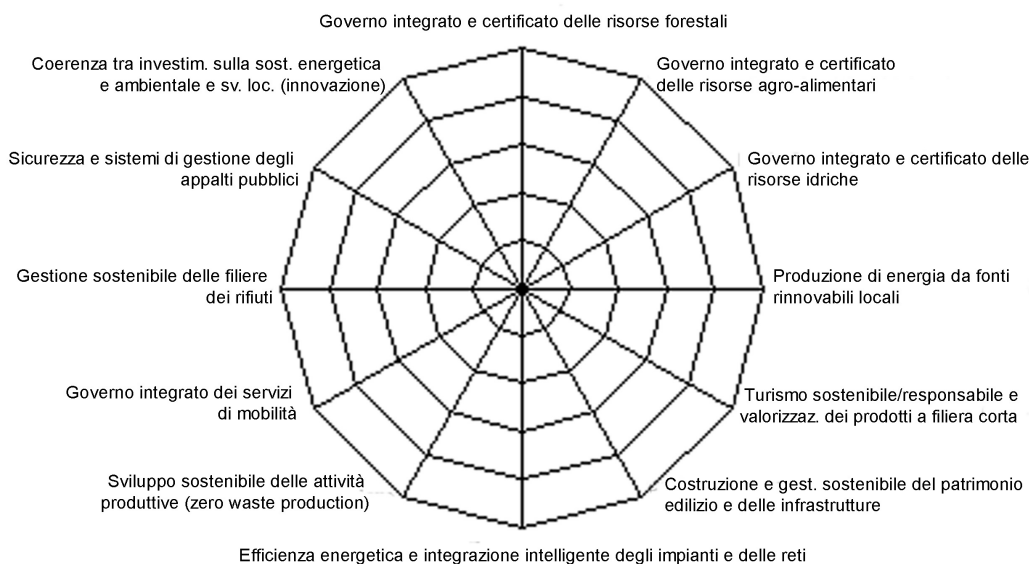 Governo integrato e certificato delle risorse forestali
Governo integrato e certificato
delle risorse agro-alimentari
Governo integrato e certificato delle
risorse idriche
Produzione di energia da fonti
rinnovabili locali
Turismo sostenibile/responsabile e
valorizzaz. dei prodotti a filiera corta
Costruzione e gest. sostenibile del patrimonio
edilizio e delle infrastrutture
Efficienza energetica e integrazione intelligente degli impianti e delle reti
Sviluppo sostenibile delle attività
produttive (zero waste production)
Governo integrato dei servizi
di mobilità
Gestione sostenibile delle filiere
dei rifiuti
Sicurezza e sistemi di gestione degli
appalti pubblici
Coerenza tra investim. sulla sost. energetica
e ambientale e sv. loc. (innovazione)